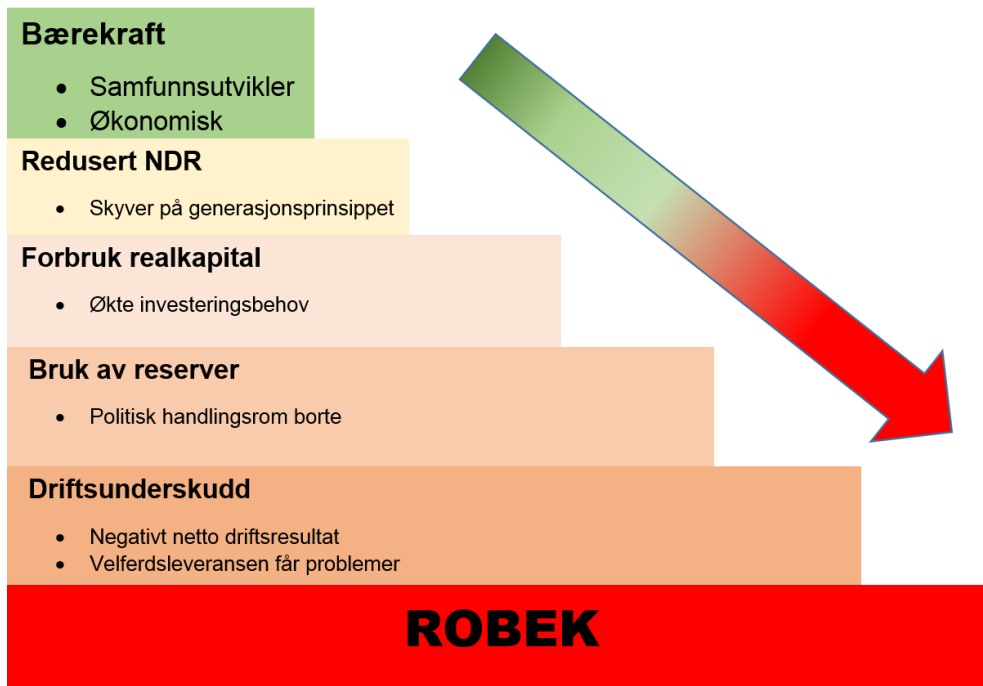 Bærekraft
• Samfunnsutvikler
• Økonomisk
Redusert NDR
• Skyver på generasjonsprinsippet
Forbruk realkapital
• Økte investeringsbehov
Bruk av reserver
• Politisk handlingsrom borte
Driftsunderskudd
• Negativt netto driftsresultat
• Velferdsleveransen får problemer
ROBEK